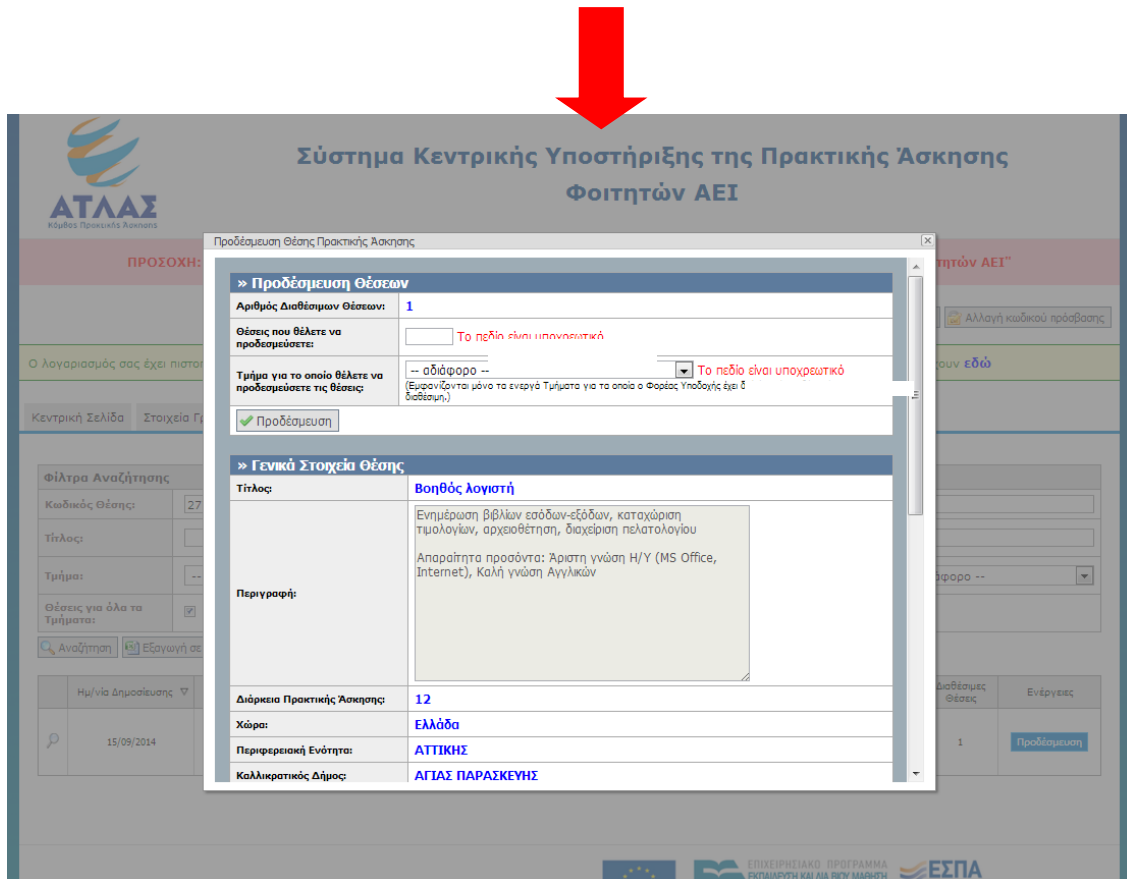 Σύστημα Κεντρικής Υποστήριξης της Πρακτικής Άσκησης
Φοιτητών ΑΕΙ
ΑΤΛΑΣ
Κόμβος Πρακτικής Άσκησης
Προδέσμευση Θέσης Πρακτικής Άσκησης
ΠΡΟΣΟΧΗ:
τητών ΑΕΙ"
» Προδέσμευση Θέσεων
Αριθμός Διαθέσιμων Θέσεων: 1
Αλλαγή κωδικού πρόσβασης
Θέσεις που θέλετε να
προδεσμεύσετε: Το πεδίο είναι υποχρεωτικό
Ο λογαριασμός σας έχει πιστο
ουν εδώ
Τμήμα για το οποίο θέλετε να
προδεσμεύσετε τις θέσεις: -- αδιάφορο -- Το πεδίο είναι υποχρεωτικό
(Εμφανίζονται μόνο τα ενεργά Τμήματα για τα οποία ο Φορέας Υποδοχής έχει δ
διαθέσιμη.)
Κεντρική Σελίδα Στοιχεία Γ
Προδέσμευση
» Γενικά Στοιχεία Θέσης
Φίλτρα Αναζήτησης
Τίτλος: Βοηθός λογιστή
Κωδικός Θέσης: 27
Τίτλος:
Τμήμα: --
άφορο --
Θέσεις για όλα τα
Τμήματα:
Αναζήτηση Εξαγωγή σε
Περιγραφή:
Ενημέρωση βιβλίων εσόδων-εξόδων, καταχώριση
τιμολογίων, αρχειοθέτηση, διαχείριση πελατολογίου
Απαραίτητα προσόντα: Άριστη γνώση Η/Υ (MS Office,
Internet), Καλή γνώση Αγγλικών
Ημ/νία Δημοσίευσης
Διαθέσιμες
Θέσεις
Ενέργειες
Διάρκεια Πρακτικής Άσκησης: 12
Χώρα: Ελλάδα
15/09/2014
1 Προδέσμευση
Περιφερειακή Ενότητα: ΑΤΤΙΚΗΣ
Καλλικρατικός Δήμος: ΑΓΙΑΣ ΠΑΡΑΣΚΕΥΗΣ
ΕΠΙΧΕΙΡΗΣΙΑΚΟ ΠΡΟΓΡΑΜΜΑ
ΕΚΠΑΙΔΕΥΣΗ ΚΑΙ ΔΙΑ ΒΙΟΥ ΜΑΘΗΣΗ
ΕΣΠΑ